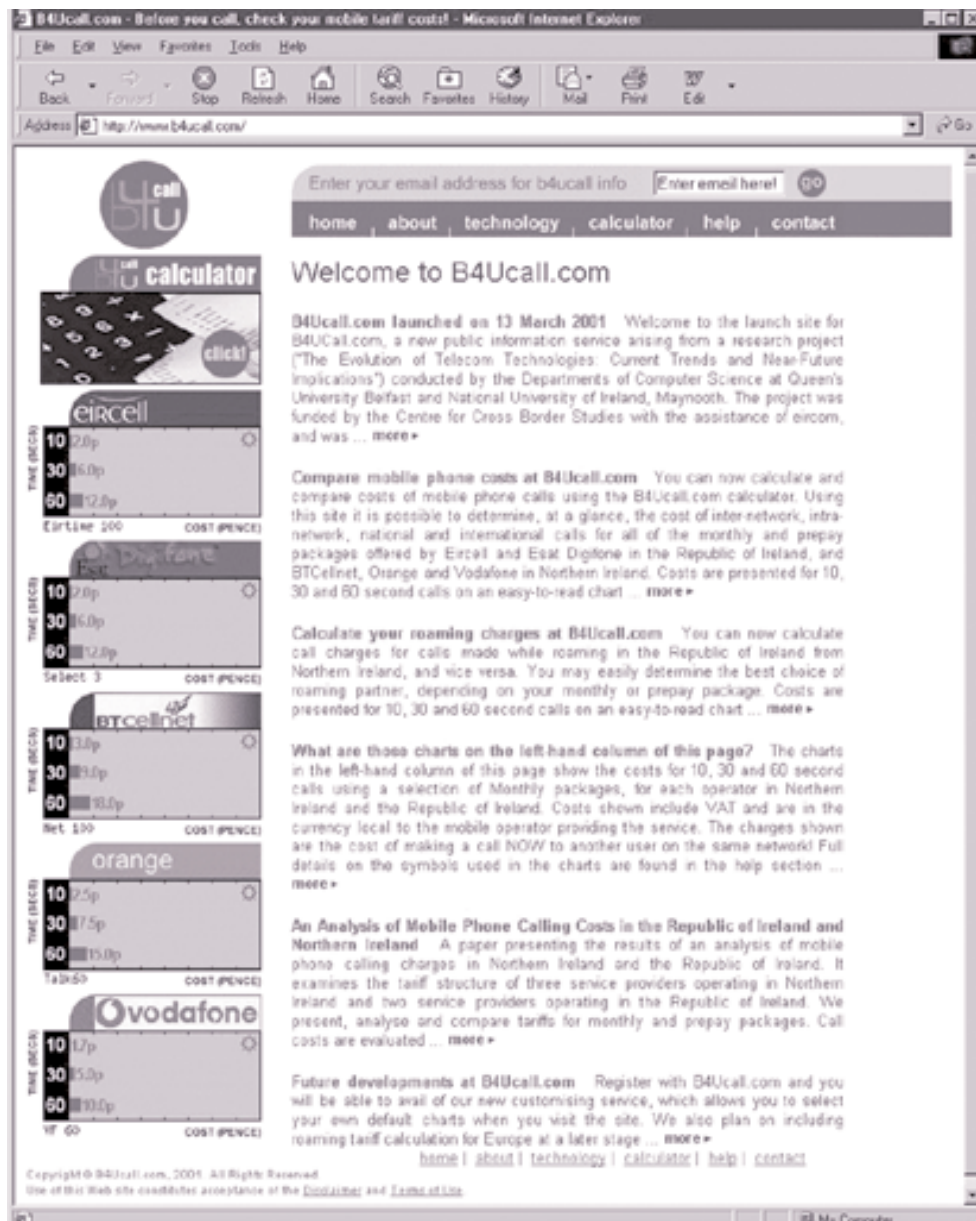 B4Ucall.com - Before you call, check your mobile tariff costs! - Microsoft Internet Explorer
File Edit View Favorites Tools Help
Back Forward Stop Refresh Home Search Favorites History Mail Print Edit
Address http://www.b4ucall.com/ Go
b4U call
Enter your email address for b4ucall info Enter email here! go
home about technology calculator help contact
call calculator
click!
Welcome to B4Ucall.com
B4Ucall.com launched on 13 March 2001 Welcome to the launch site for
B4UCall.com, a new public information service arising from a research project
("The Evolution of Telecom Technologies: Current Trends and Near-Future
Implications") conducted by the Departments of Computer Science at Queen's
University Belfast and National University of Ireland, Maynooth. The project was
funded by the Centre for Cross Border Studies with the assistance of eircom,
and was ... more
Compare mobile phone costs at B4Ucall.com You can now calculate and
compare costs of mobile phone calls using the B4Ucall.com calculator. Using
this site it is possible to determine, at a glance, the cost of inter-network, intra-
network, national and international calls for all of the monthly and prepay
packages offered by Eircell and Esat Digifone in the Republic of Ireland, and
BTCellnet, Orange and Vodafone in Northern Ireland. Costs are presented for 10,
30 and 60 second calls on an easy-to-read chart ... more
Calculate your roaming charges at B4Ucall.com You can now calculate
call charges for calls made while roaming in the Republic of Ireland from
Northern Ireland, and vice versa. You may easily determine the best choice of
roaming partner, depending on your monthly or prepay package. Costs are
presented for 10, 30 and 60 second calls on an easy-to-read chart ... more
What are those charts on the left-hand column of this page? The charts
in the left-hand column of this page show the costs for 10, 30 and 60 second
calls using a selection of Monthly packages, for each operator in Northern
Ireland and the Republic of Ireland. Costs shown include VAT and are in the
currency local to the mobile operator providing the service. The charges shown
are the cost of making a call NOW to another user on the same network! Full
details on the symbols used in the charts are found in the help section ...
more
An Analysis of Mobile Phone Calling Costs in the Republic of Ireland and
Northern Ireland A paper presenting the results of an analysis of mobile
phone calling charges in Northern Ireland and the Republic of Ireland. It
examines the tariff structure of three service providers operating in Northern
Ireland and two service providers operating in the Republic of Ireland. We
present, analyse and compare tariffs for monthly and prepay packages. Call
costs are evaluated ... more
Future developments at B4Ucall.com Register with B4Ucall.com and you
will be able to avail of our new customising service, which allows you to select
your own default charts when you visit the site. We also plan on including
roaming tariff calculation for Europe at a later stage ... more
eircell
TIME (SECS)
10 2.0p
30 6.0p
60 12.0p
Eirtime 100 COST (PENCE)
Esat Digifone
TIME (SECS)
10 2.0p
30 6.0p
60 12.0p
Select 3 COST (PENCE)
BTcellnet
TIME (SECS)
10 3.0p
30 9.0p
60 18.0p
Net 100 COST (PENCE)
orange
TIME (SECS)
10 2.5p
30 7.5p
60 15.0p
Talk60 COST (PENCE)
vodafone
TIME (SECS)
10 1.7p
30 5.0p
60 10.0p
VF 60 COST (PENCE)
home | about | technology | calculator | help | contact
Copyright © B4Ucall.com, 2001. All Rights Reserved.
Use of this Web site constitutes acceptance of the Disclaimer and Terms of Use.
My Computer